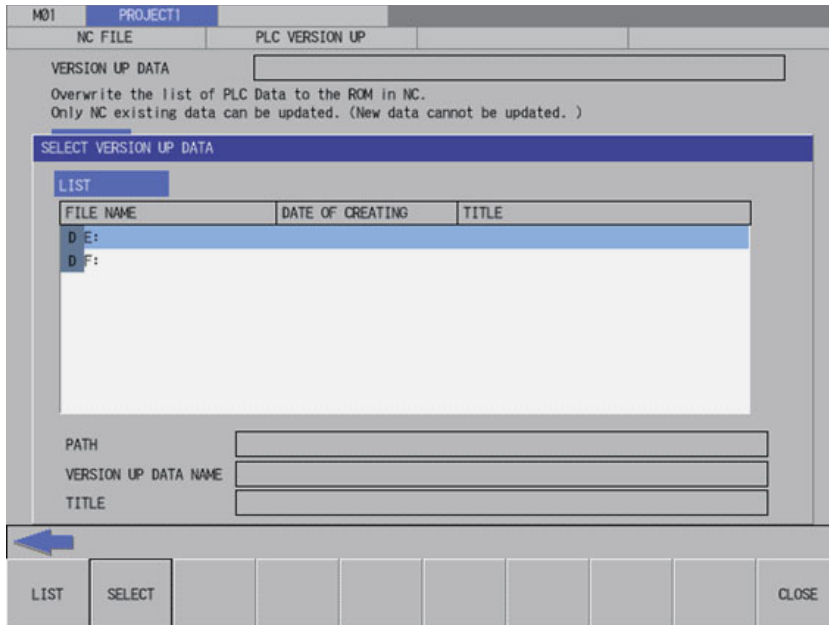 MØ1 PROJECT1
NC FILE PLC VERSION UP
VERSION UP DATA
Overwrite the list of PLC Data to the ROM in NC.
Only NC existing data can be updated. (New data cannot be updated. )
SELECT VERSION UP DATA
LIST
FILE NAME DATE OF CREATING TITLE
D E:
D F:
PATH
VERSION UP DATA NAME
TITLE
LIST SELECT CLOSE